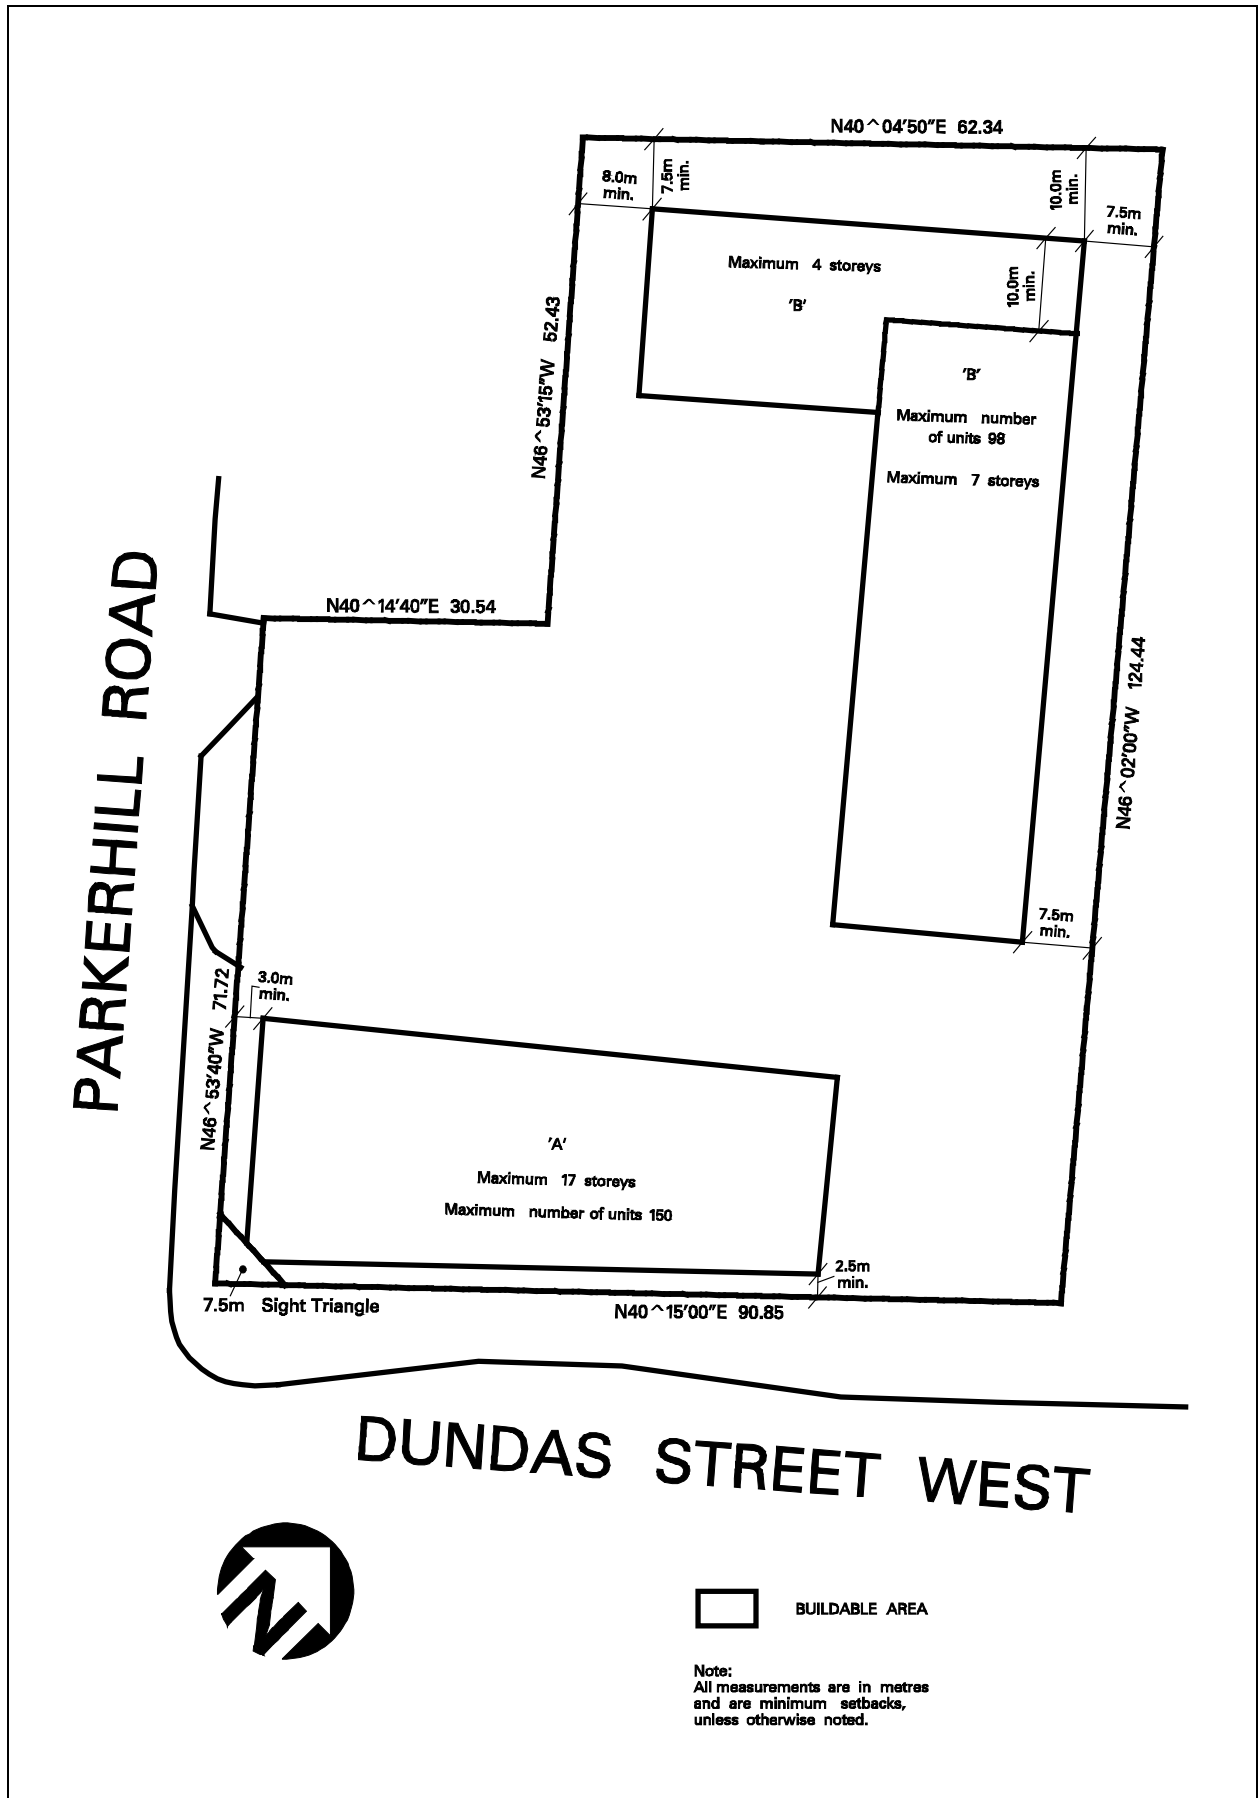 N40^04'50"E 62.34
8.0m
min.
7.5m
min.
10.0m
min.
7.5m
min.
Maximum 4 storeys
'B'
10.0m
min.
N46^53'15"W 52.43
'B'
Maximum number
of units 98
Maximum 7 storeys
N40^14'40"E 30.54
PARKERHILL ROAD
N46^02'00"W 124.44
7.5m
min.
N46^53'40"W 71.72
3.0m
min.
'A'
Maximum 17 storeys
Maximum number of units 150
2.5m
min.
7.5m Sight Triangle
N40^15'00"E 90.85
DUNDAS STREET WEST
N
BUILDABLE AREA
Note:
All measurements are in metres
and are minimum setbacks,
unless otherwise noted.